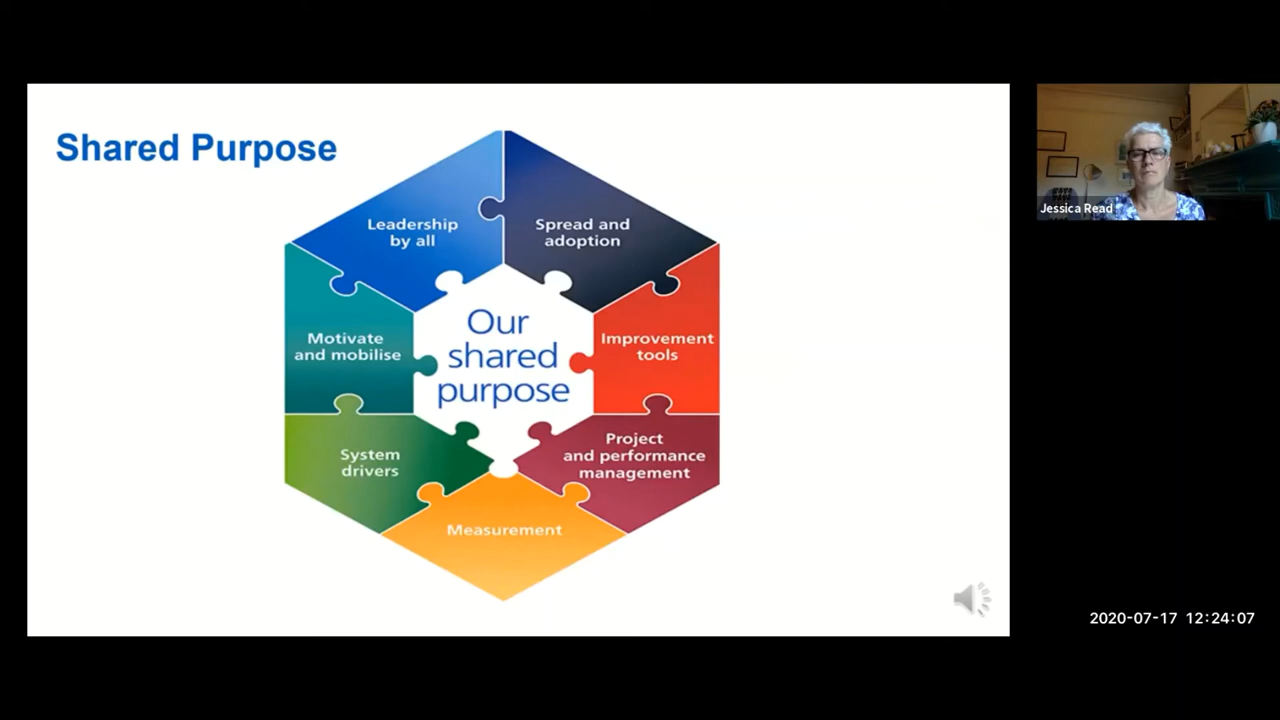 Shared Purpose
Leadership
by all
Spread and
adoption
Motivate
and mobilise
Our
shared
purpose
Improvement
tools
System
drivers
Project
and performance
management
Measurement
Jessica Read
2020-07-17 12:24:07